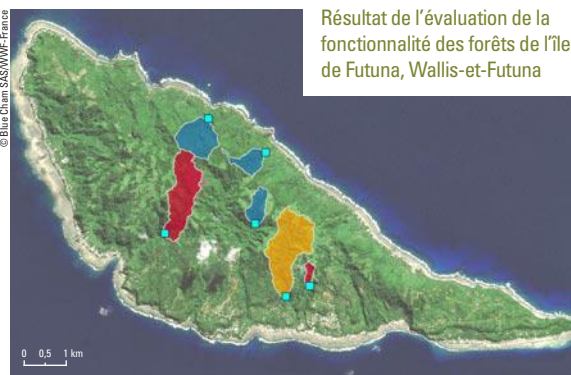 © Blue Cham SAS/WWF-France
Résultat de l'évaluation de la
fonctionnalité des forêts de l'île
de Futuna, Wallis-et-Futuna
0 0,5 1 km